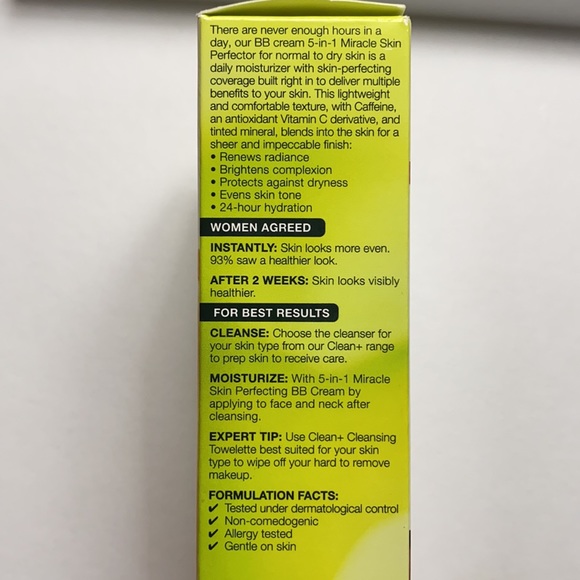 There are never enough hours in a
day, our BB cream 5-in-1 Miracle Skin
Perfector for normal to dry skin is a
daily moisturizer with skin-perfecting
coverage built right in to deliver multiple
benefits to your skin. This lightweight
and comfortable texture, with Caffeine,
an antioxidant Vitamin C derivative, and
tinted mineral, blends into the skin for a
sheer and impeccable finish:
• Renews radiance
• Brightens complexion
• Protects against dryness
• Evens skin tone
• 24-hour hydration
WOMEN AGREED
INSTANTLY: Skin looks more even.
93% saw a healthier look.
AFTER 2 WEEKS: Skin looks visibly
healthier.
FOR BEST RESULTS
CLEANSE: Choose the cleanser for
your skin type from our Clean+ range
to prep skin to receive care.
MOISTURIZE: With 5-in-1 Miracle
Skin Perfecting BB Cream by
applying to face and neck after
cleansing.
EXPERT TIP: Use Clean+ Cleansing
Towelette best suited for your skin
type to wipe off your hard to remove
makeup.
FORMULATION FACTS:
✔ Tested under dermatological control
✔ Non-comedogenic
✔ Allergy tested
✔ Gentle on skin